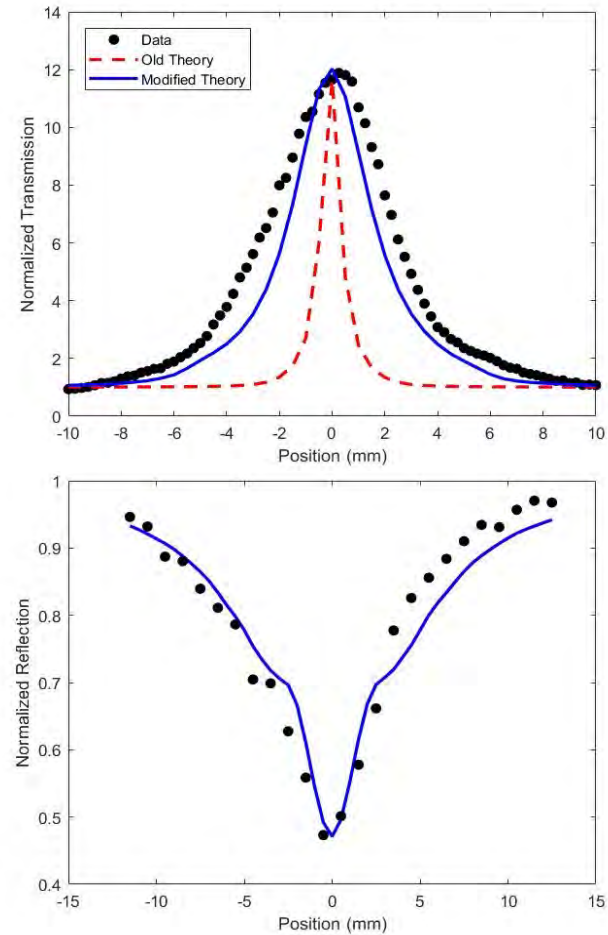 14
12
10
8
6
4
2
0
Normalized Transmission
Data
Old Theory
Modified Theory
-10 -8 -6 -4 -2 0 2 4 6 8 10
Position (mm)
1
0.9
0.8
0.7
0.6
0.5
0.4
Normalized Reflection
-15 -10 -5 0 5 10 15
Position (mm)